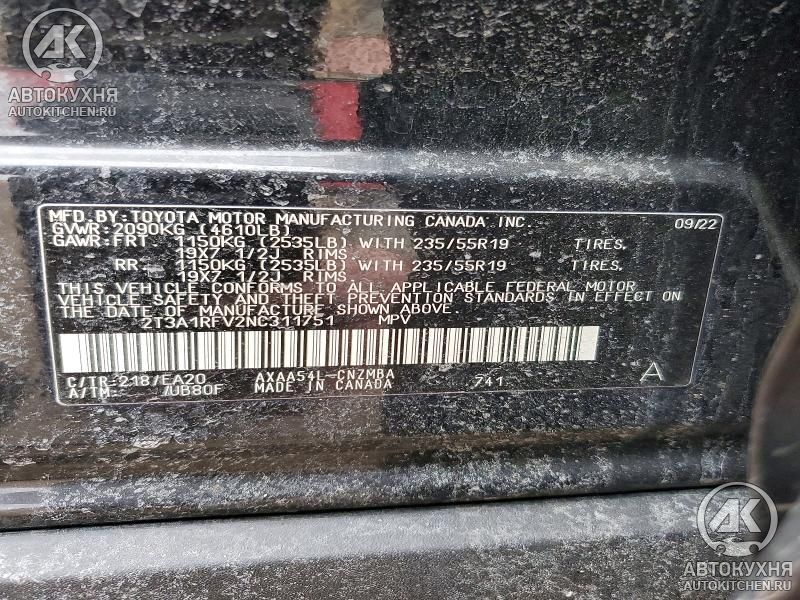 AK
АВТОКУХНЯ
AUTOKITCHEN.RU
MFD.BY:TOYOTA MOTOR MANUFACTURING CANADA INC. 09/22
GVWR:2090KG (4610LB)
GAWR:FRT 1150KG (2535LB) WITH 235/55R19 TIRES.
19X7 1/2J RIMS
RR 1150KG (2535LB) WITH 235/55R19 TIRES.
19X7 1/2J RIMS
THIS VEHICLE CONFORMS TO ALL APPLICABLE FEDERAL MOTOR
VEHICLE SAFETY AND THEFT PREVENTION STANDARDS IN EFFECT ON
THE DATE OF MANUFACTURE SHOWN ABOVE.
2T3A1RFV2NC311751 MPV
C/TR:218/EA20 AXAA54L-CNZMBA 741 A
A/TM: /UB80F MADE IN CANADA
AK
АВТОКУХНЯ
AUTOKITCHEN.RU